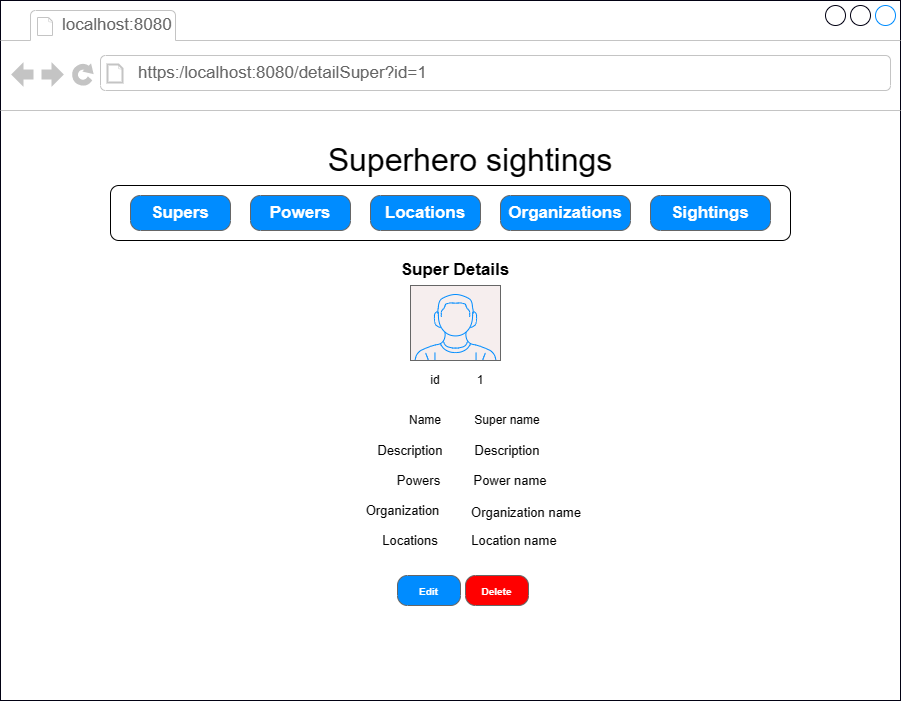 localhost:8080
https:/localhost:8080/detailSuper?id=1
Superhero sightings
Supers Powers Locations Organizations Sightings
Super Details
id 1
Name Super name
Description Description
Powers Power name
Organization Organization name
Locations Location name
Edit Delete